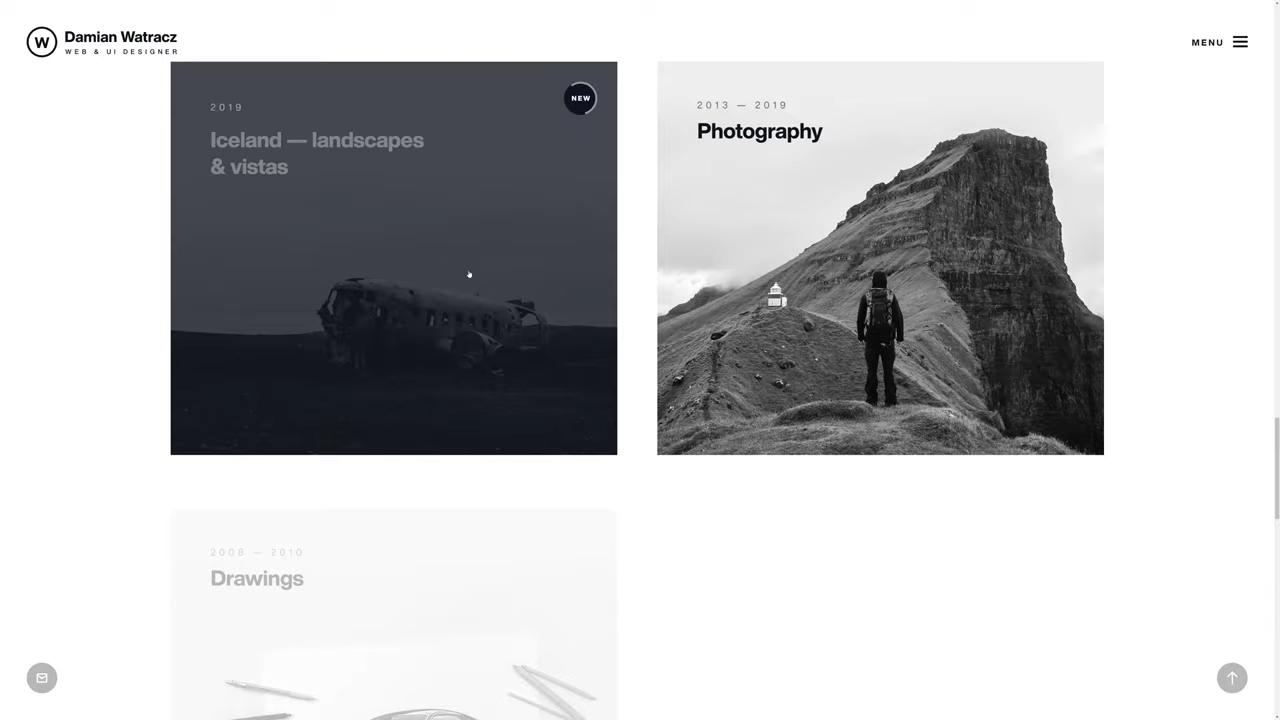 W
Damian Watracz
WEB & UI DESIGNER
MENU
2019
NEW
Iceland — landscapes
& vistas
2013 — 2019
Photography
2008 — 2010
Drawings